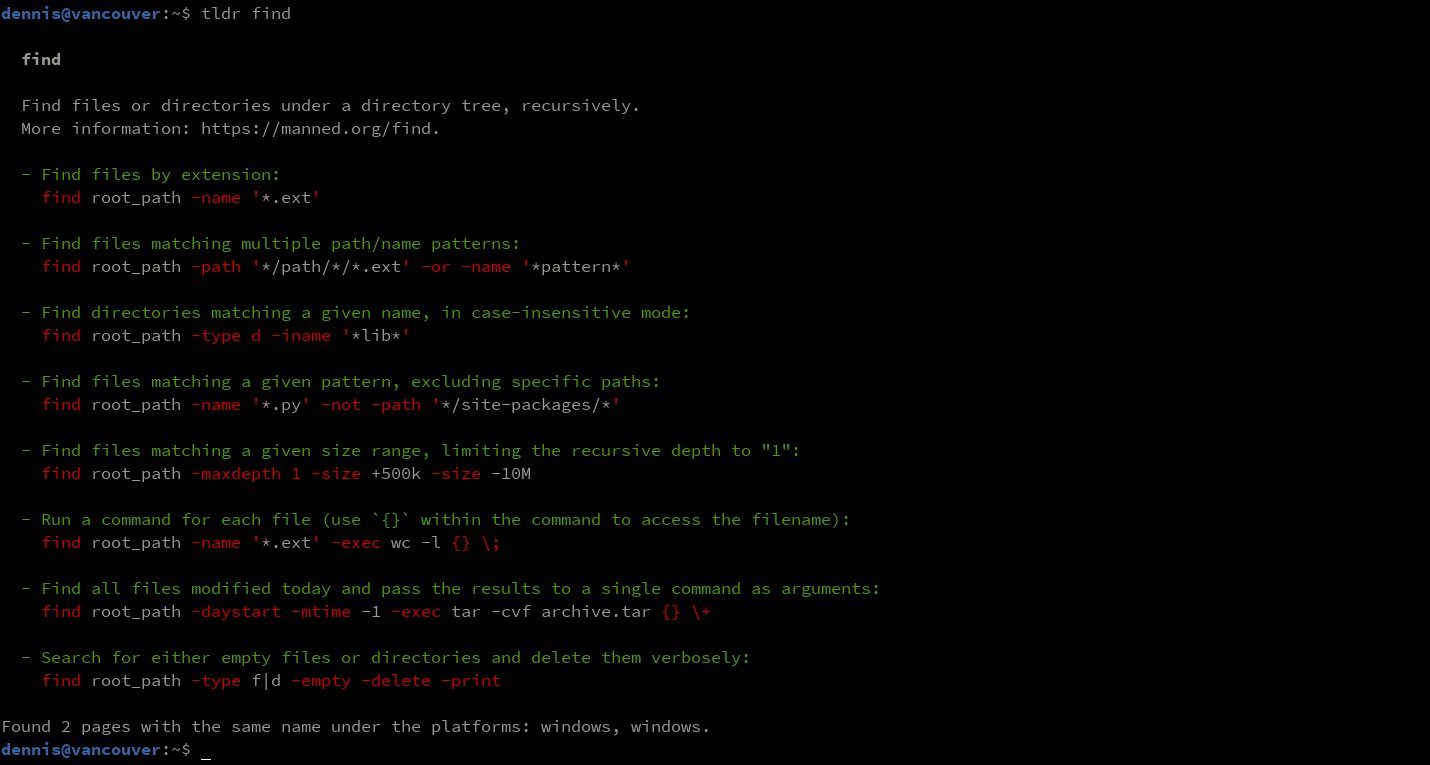 dennis@vancouver:~$ tldr find
find
Find files or directories under a directory tree, recursively.
More information: https://manned.org/find.
- Find files by extension:
find root_path -name '*.ext'
- Find files matching multiple path/name patterns:
find root_path -path '*/path/*/*.ext' -or -name '*pattern*'
- Find directories matching a given name, in case-insensitive mode:
find root_path -type d -iname '*lib*'
- Find files matching a given pattern, excluding specific paths:
find root_path -name '*.py' -not -path '*/site-packages/*'
- Find files matching a given size range, limiting the recursive depth to "1":
find root_path -maxdepth 1 -size +500k -size -10M
- Run a command for each file (use `{}` within the command to access the filename):
find root_path -name '*.ext' -exec wc -l {} \;
- Find all files modified today and pass the results to a single command as arguments:
find root_path -daystart -mtime -1 -exec tar -cvf archive.tar {} \+
- Search for either empty files or directories and delete them verbosely:
find root_path -type f|d -empty -delete -print
Found 2 pages with the same name under the platforms: windows, windows.
dennis@vancouver:~$ _